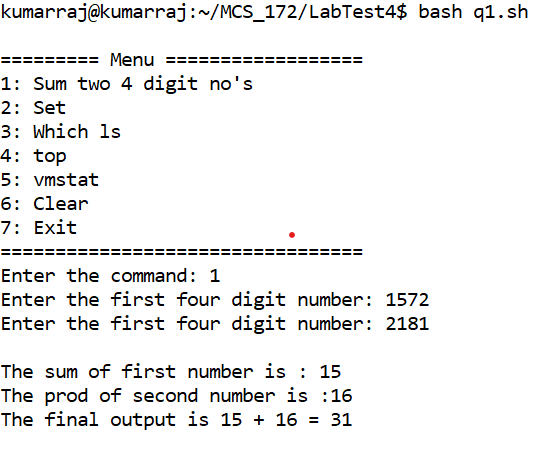 kumarraj@kumarraj:~/MCS_172/LabTest4$ bash q1.sh
========= Menu ==================
1: Sum two 4 digit no's
2: Set
3: Which ls
4: top
5: vmstat
6: Clear
7: Exit
=================================
Enter the command: 1
Enter the first four digit number: 1572
Enter the first four digit number: 2181
The sum of first number is : 15
The prod of second number is :16
The final output is 15 + 16 = 31